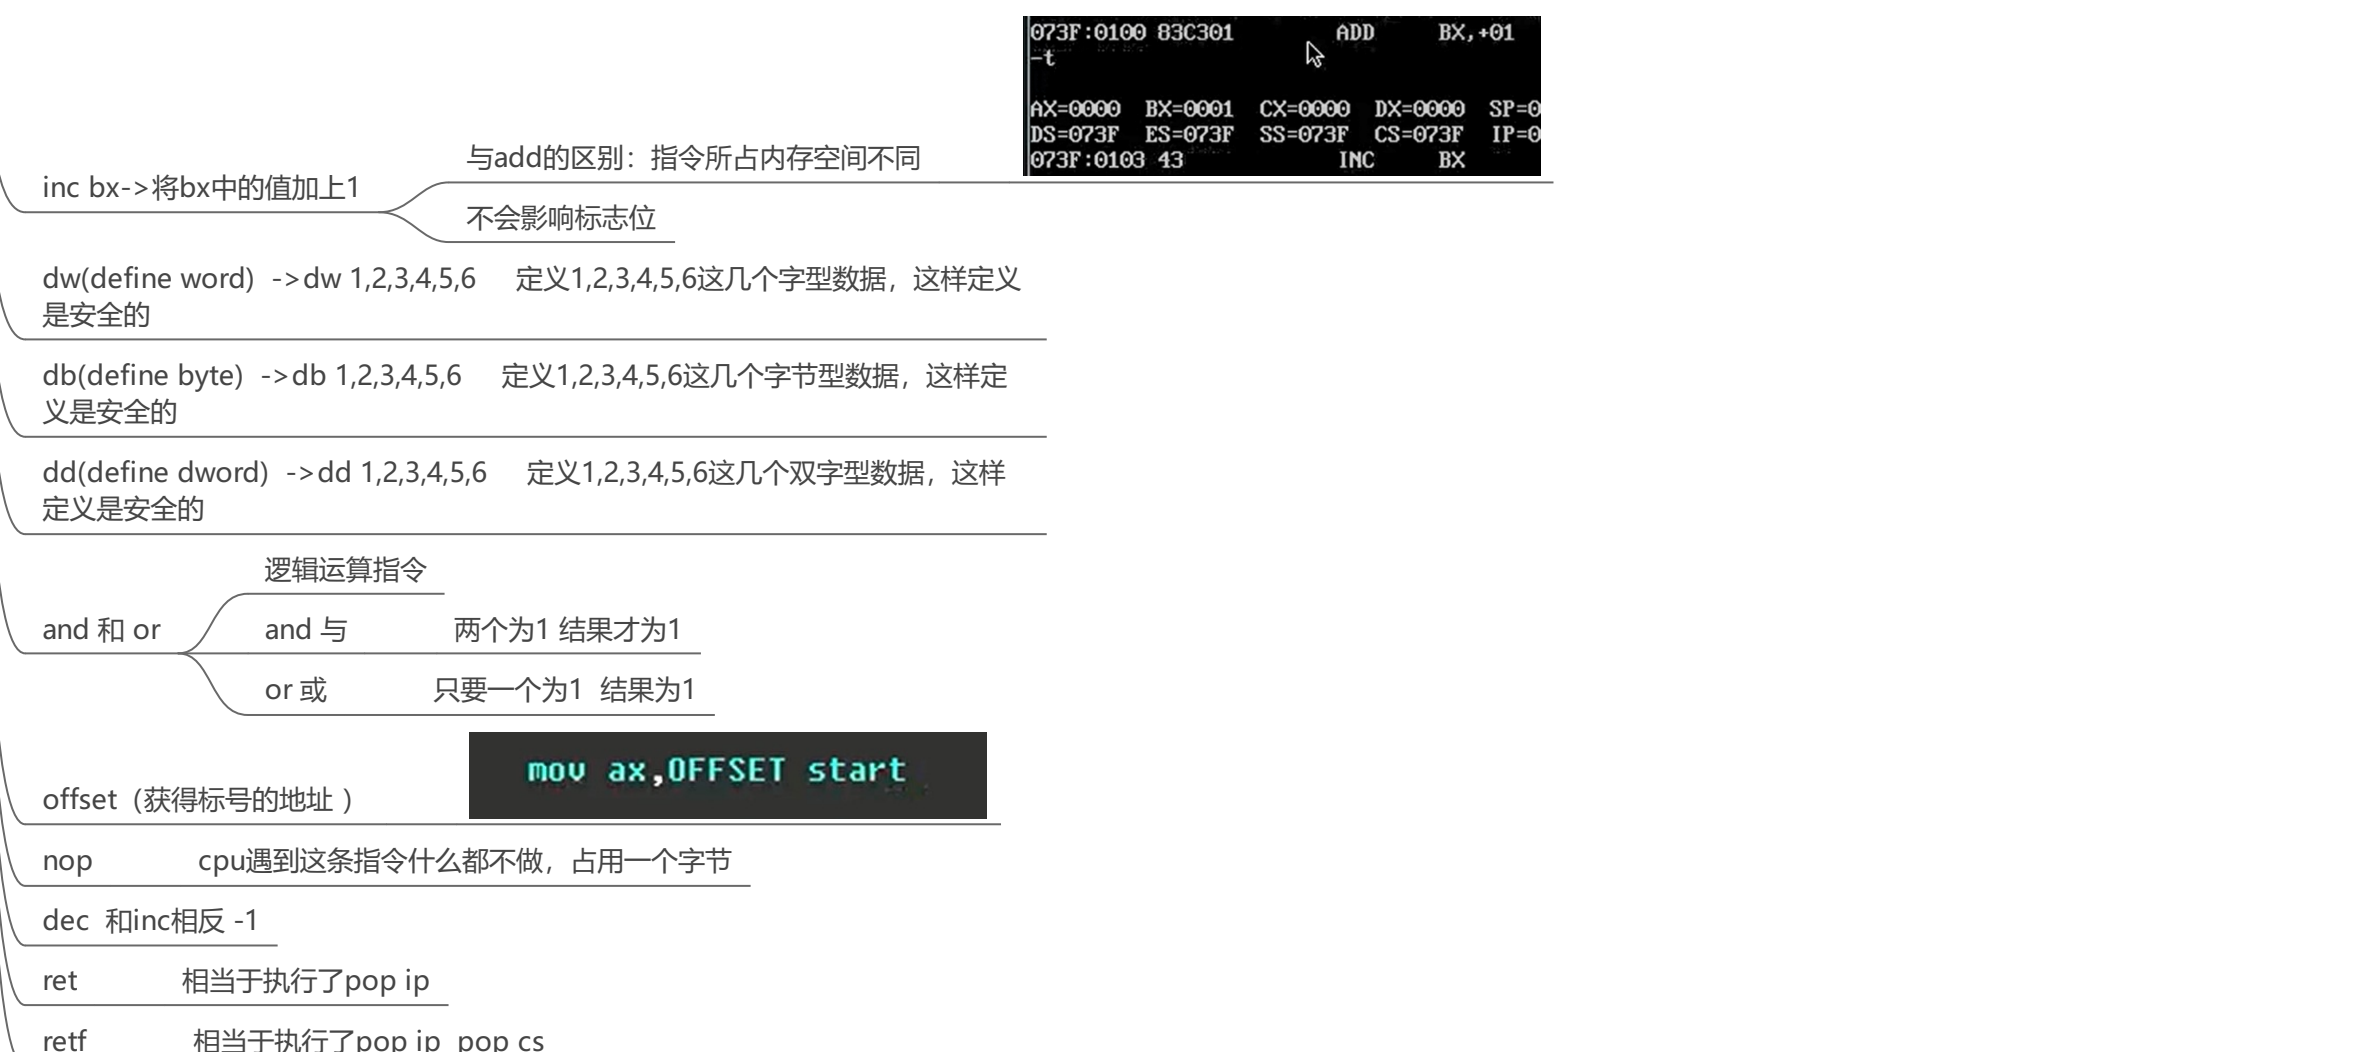 073F:0100 83C301 ADD BX,+01
-t
AX=0000 BX=0001 CX=0000 DX=0000 SP=0
DS=073F ES=073F SS=073F CS=073F IP=0
073F:0103 43 INC BX
与add的区别：指令所占内存空间不同
inc bx->将bx中的值加上1
不会影响标志位
dw(define word) ->dw 1,2,3,4,5,6 定义1,2,3,4,5,6这几个字型数据，这样定义
是安全的
db(define byte) ->db 1,2,3,4,5,6 定义1,2,3,4,5,6这几个字节型数据，这样定
义是安全的
dd(define dword) ->dd 1,2,3,4,5,6 定义1,2,3,4,5,6这几个双字型数据，这样
定义是安全的
逻辑运算指令
and 和 or
and 与 两个为1 结果才为1
or 或 只要一个为1 结果为1
mov ax,OFFSET start
offset（获得标号的地址 ）
nop cpu遇到这条指令什么都不做，占用一个字节
dec 和inc相反 -1
ret 相当于执行了pop ip
retf 相当于执行了pop ip pop cs